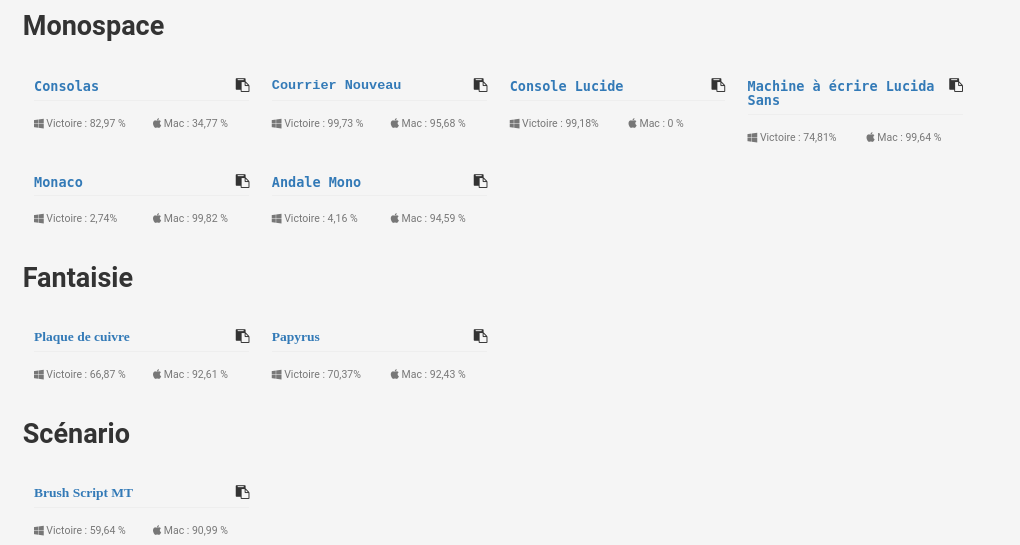 Monospace
Consolas
Courrier Nouveau
Console Lucide
Machine à écrire Lucida
Sans
Victoire : 82,97 %
Mac : 34,77 %
Victoire : 99,73 %
Mac : 95,68 %
Victoire : 99,18%
Mac : 0 %
Victoire : 74,81%
Mac : 99,64 %
Monaco
Andale Mono
Victoire : 2,74%
Mac : 99,82 %
Victoire : 4,16 %
Mac : 94,59 %
Fantaisie
Plaque de cuivre
Papyrus
Victoire : 66,87 %
Mac : 92,61 %
Victoire : 70,37%
Mac : 92,43 %
Scénario
Brush Script MT
Victoire : 59,64 %
Mac : 90,99 %